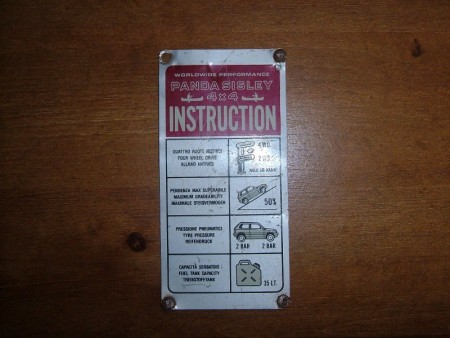 WORLDWIDE PERFORMANCE
PANDA SISLEY
4x4
INSTRUCTION
QUATTRO RUOTE MOTRICI
FOUR WHEEL DRIVE
ALLRAD ANTRIEB
4WD
2WD
PENDENZA MAX SUPERABILE
MAXIMUM GRADEABILITY
MAXIMALE STEIGVERMOGEN
50%
PRESSIONE PNEUMATICI
TYRE PRESSURE
REIFENDRUCK
2 BAR 2 BAR
CAPACITÀ SERBATOIO
FUEL TANK CAPACITY
TREIBSTOFFTANK
35 LT.